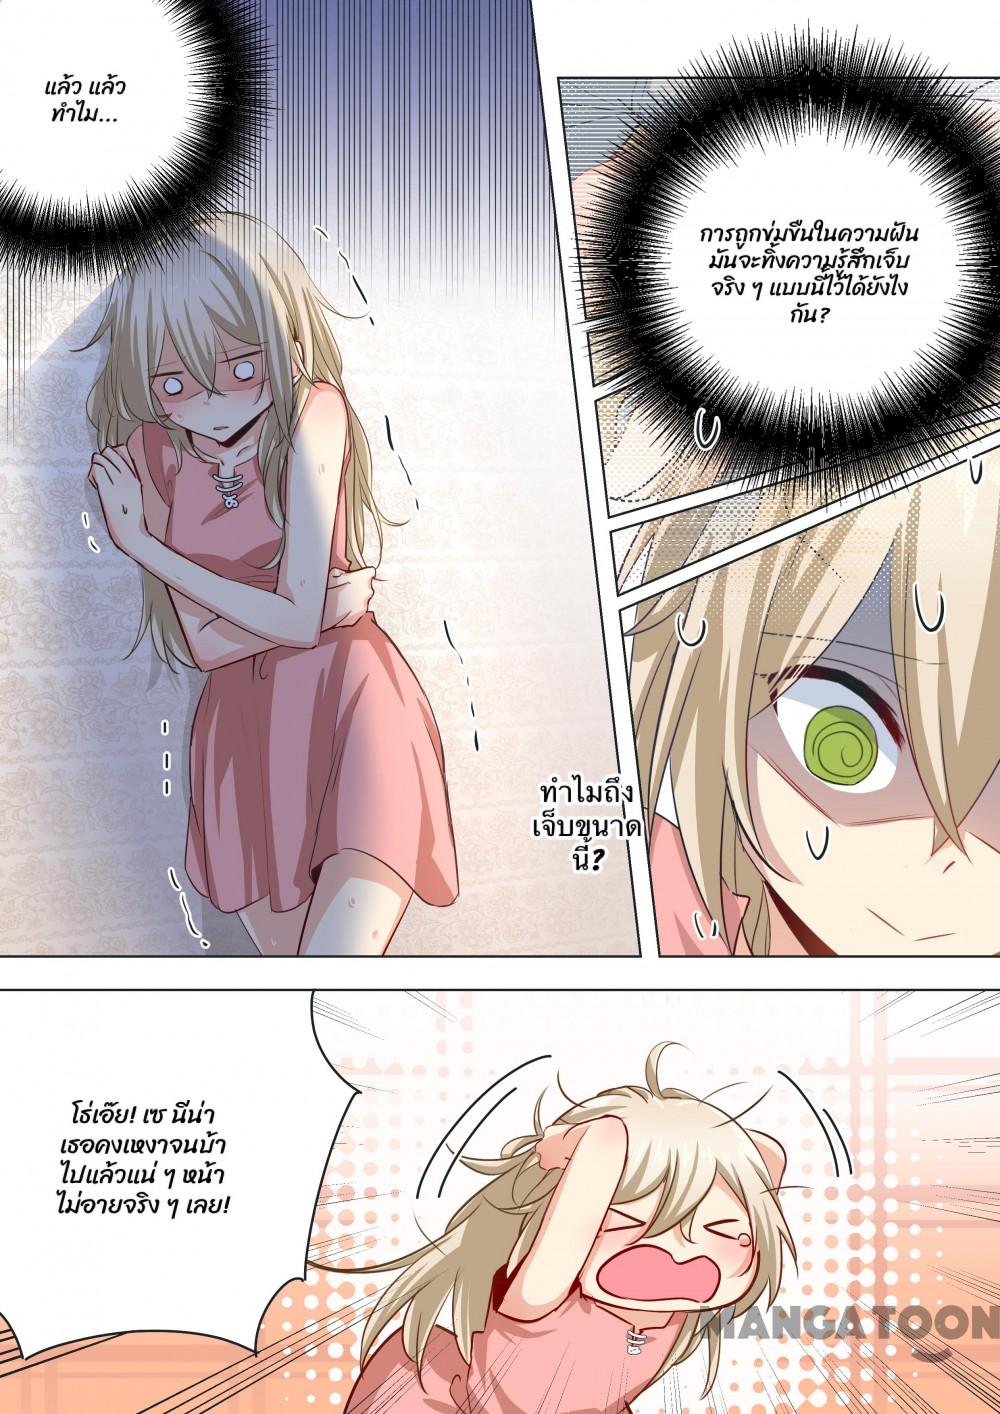 แล้ว แล้ว
ทำไม...
การถูกข่มขืนในความฝัน
มันจะทิ้งความรู้สึกเจ็บ
จริง ๆ แบบนี้ไว้ได้ยังไง
กัน?
ทำไมถึง
เจ็บขนาด
นี้?
โธ่เอ๊ย! เซ นีน่า
เธอคงเหงาจนบ้า
ไปแล้วแน่ ๆ หน้า
ไม่อายจริง ๆ เลย!
MANGATOON